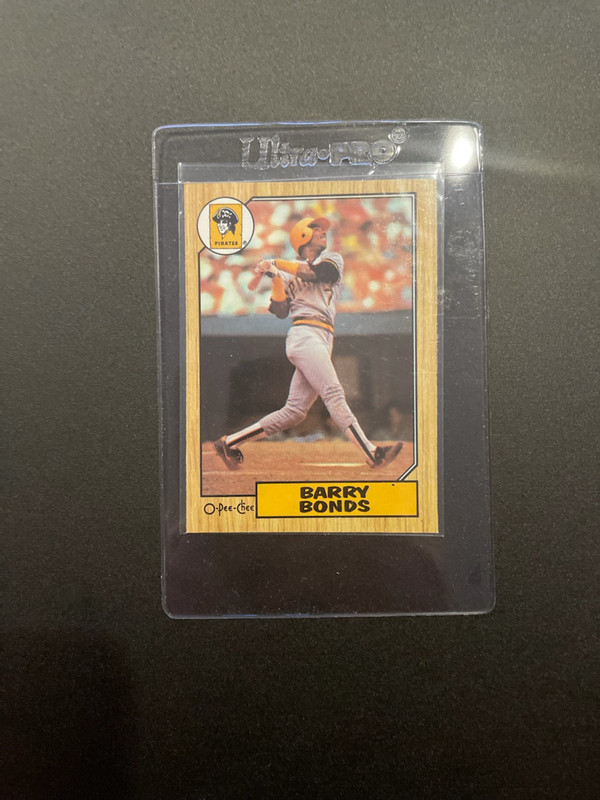 Ultra•PRO®
PIRATES
O-Pee-Chee
BARRY
BONDS